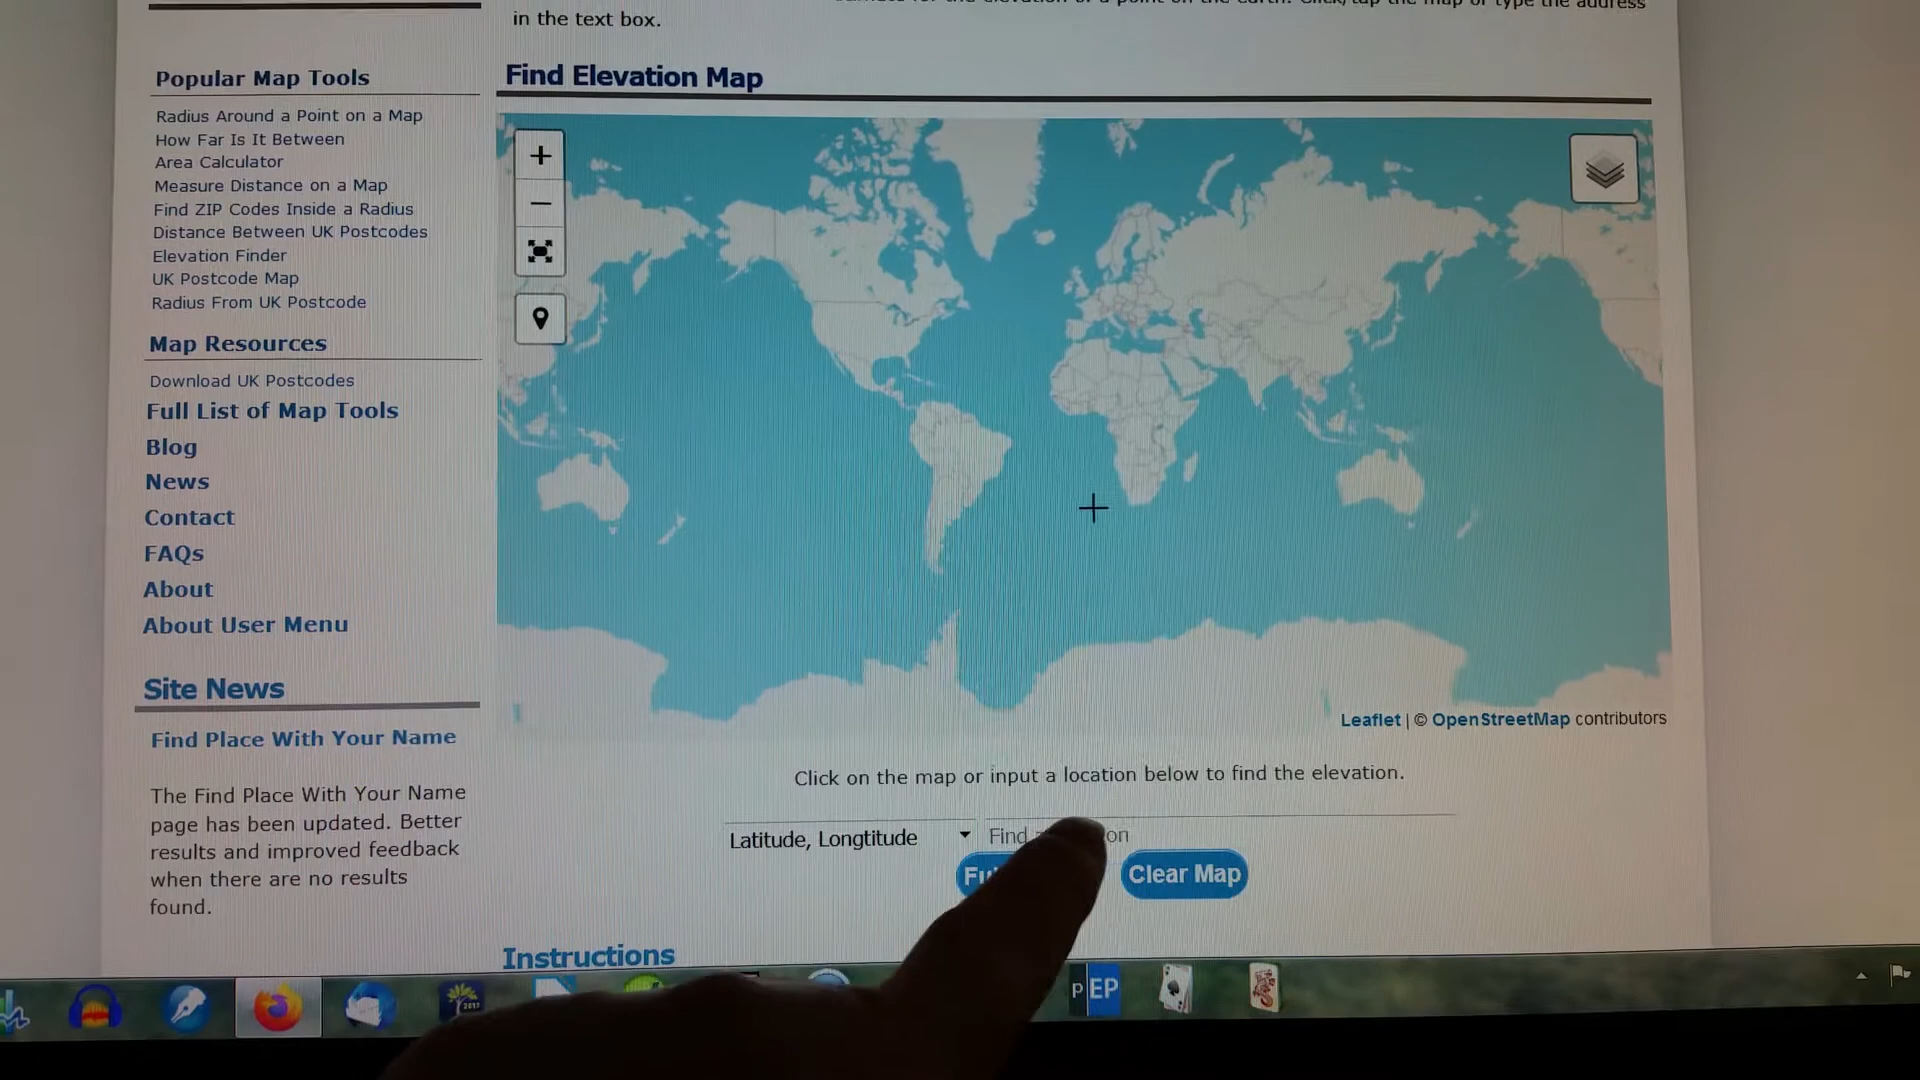 in the text box.
Popular Map Tools
Radius Around a Point on a Map
How Far Is It Between
Area Calculator
Measure Distance on a Map
Find ZIP Codes Inside a Radius
Distance Between UK Postcodes
Elevation Finder
UK Postcode Map
Radius From UK Postcode
Map Resources
Download UK Postcodes
Full List of Map Tools
Blog
News
Contact
FAQs
About
About User Menu
Site News
Find Place With Your Name
The Find Place With Your Name
page has been updated. Better
results and improved feedback
when there are no results
found.
Find Elevation Map
+
−
Leaflet | © OpenStreetMap contributors
Click on the map or input a location below to find the elevation.
Latitude, Longtitude
Find
Clear Map
Instructions
2017
pEP